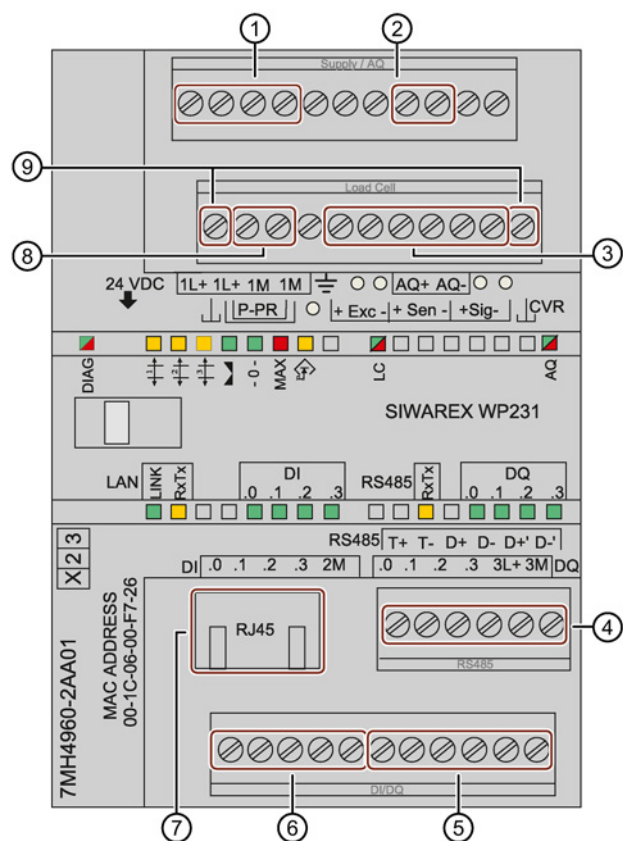 1 2
Supply / AQ
9
Load Cell
8 3
24 VDC 1L+ 1L+ 1M 1M AQ+ AQ-
P-PR + Exc - + Sen - +Sig- CVR
DIAG 1 2 3 -0- MAX LC AQ
SIWAREX WP231
LAN LINK RxTx DI RS485 RxTx DQ
.0 .1 .2 .3 .0 .1 .2 .3
RS485 T+ T- D+ D- D+' D-'
DI .0 .1 .2 .3 2M .0 .1 .2 .3 3L+ 3M DQ
X 2 3
RJ45
4
RS485
7MH4960-2AA01
MAC ADDRESS
00-1C-06-00-F7-26
DI/DQ
7 6 5